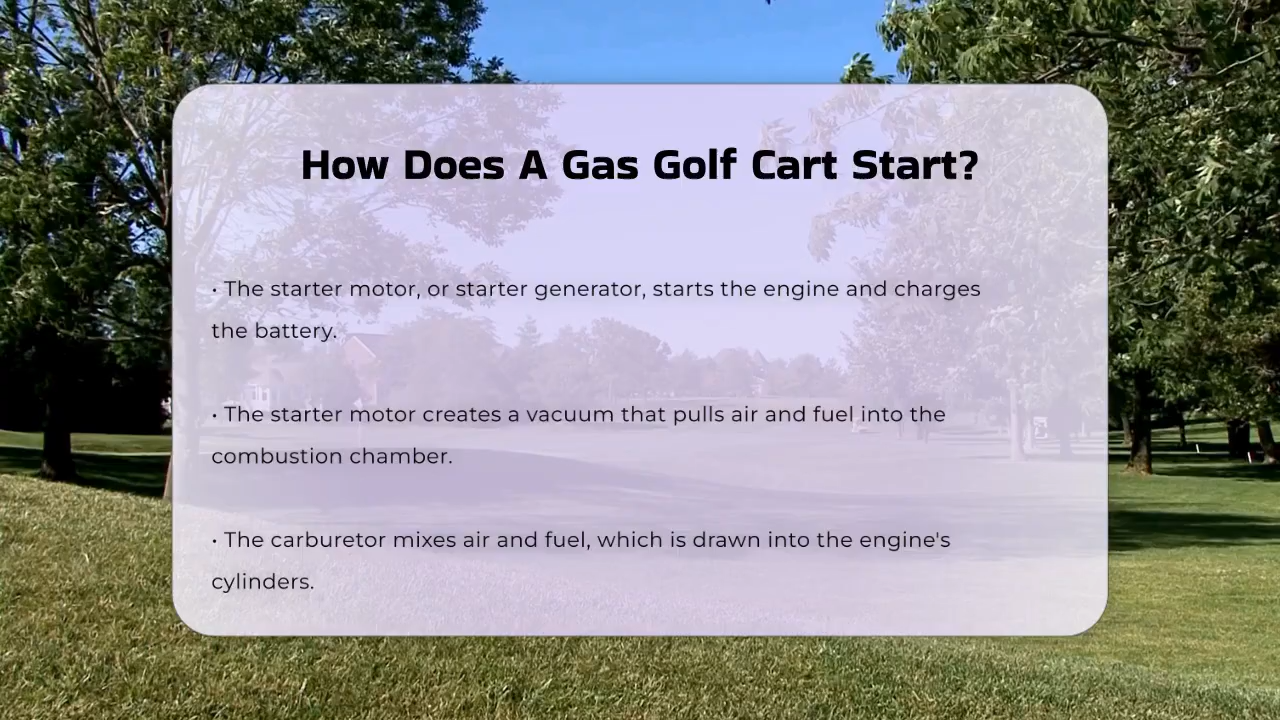 How Does A Gas Golf Cart Start?
• The starter motor, or starter generator, starts the engine and charges
the battery.
• The starter motor creates a vacuum that pulls air and fuel into the
combustion chamber.
• The carburetor mixes air and fuel, which is drawn into the engine's
cylinders.